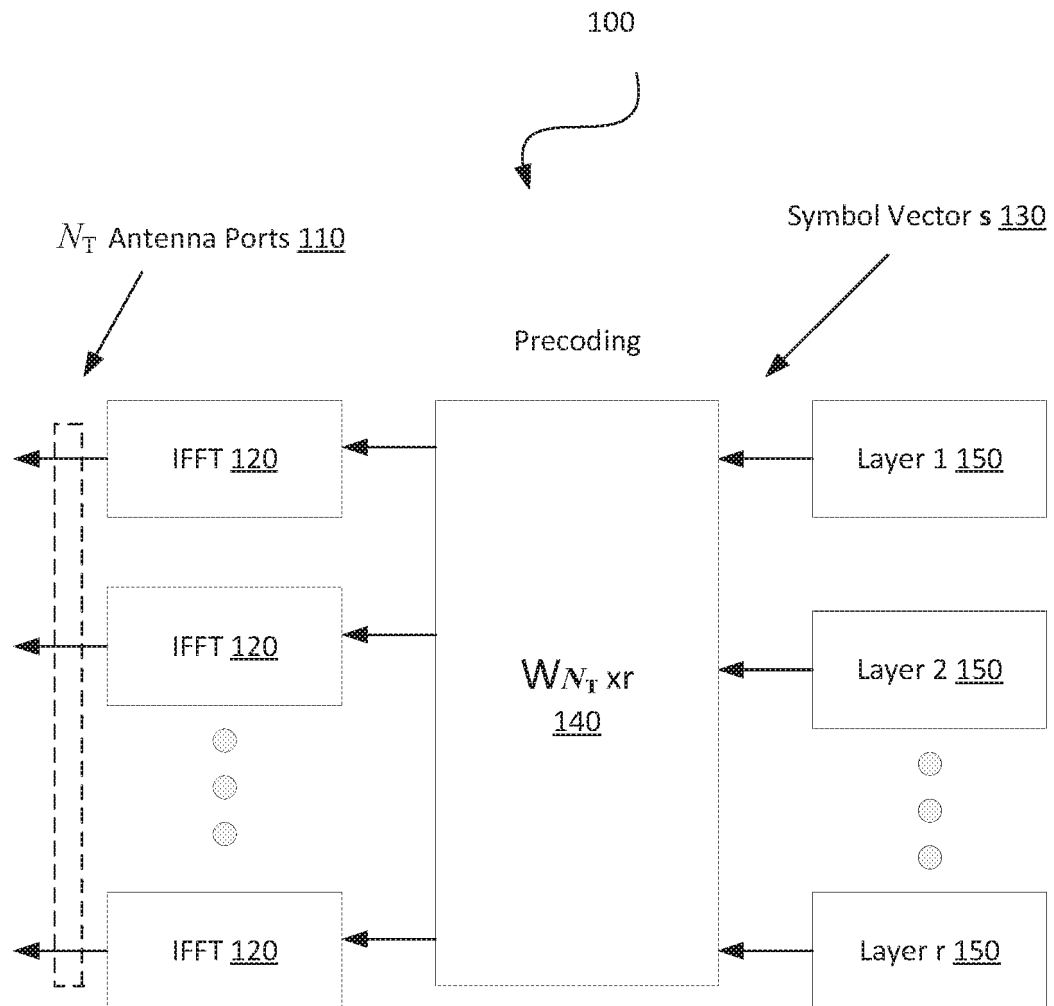 100
Symbol Vector s 130
N_T Antenna Ports 110
Precoding
IFFT 120
Layer 1 150
IFFT 120
Layer 2 150
W N_T xr
140
IFFT 120
Layer r 150